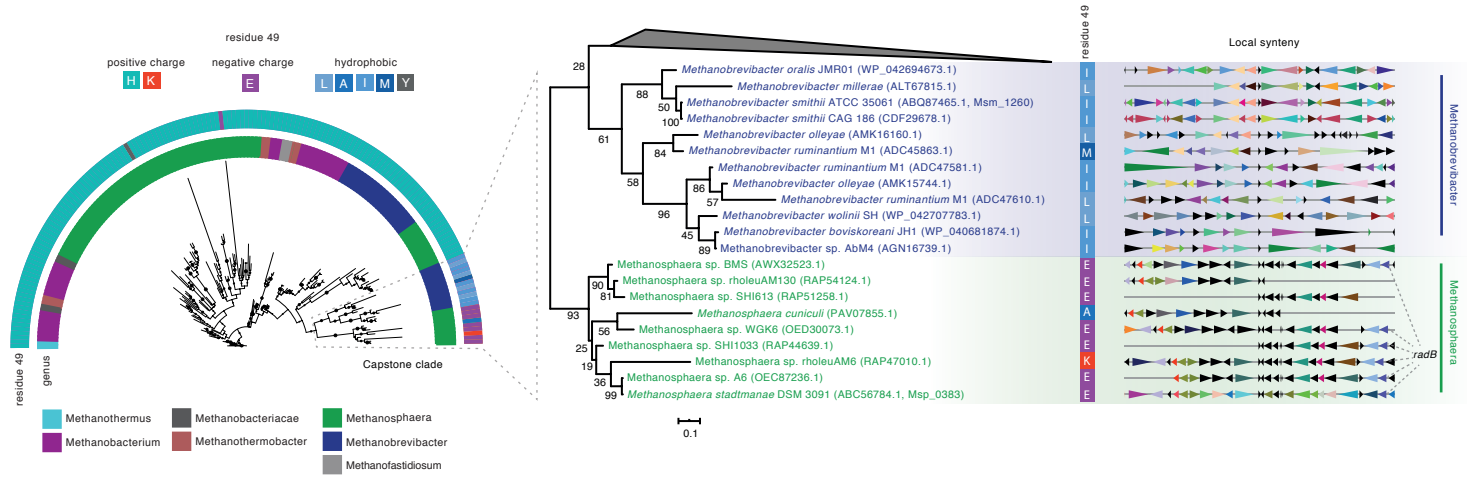 residue 49
positive charge
H K
negative charge
E
hydrophobic
L A I M Y
residue 49
genus
Capstone clade
Methanothermus
Methanobacterium
Methanobacteriacae
Methanothermobacter
Methanosphaera
Methanobrevibacter
Methanofastidiosum
residue 49
Local synteny
28
61
88
50
100
84
58
96
86
57
45
89
93
90
81
56
25
19
36
99
0.1
Methanobrevibacter oralis JMR01 (WP_042694673.1) I
Methanobrevibacter millerae (ALT67815.1) L
Methanobrevibacter smithii ATCC 35061 (ABQ87465.1, Msm_1260) I
Methanobrevibacter smithii CAG 186 (CDF29678.1) I
Methanobrevibacter olleyae (AMK16160.1) L
Methanobrevibacter ruminantium M1 (ADC45863.1) M
Methanobrevibacter ruminantium M1 (ADC47581.1) I
Methanobrevibacter olleyae (AMK15744.1) I
Methanobrevibacter ruminantium M1 (ADC47610.1) L
Methanobrevibacter wolinii SH (WP_042707783.1) L
Methanobrevibacter boviskoreani JH1 (WP_040681874.1) I
Methanobrevibacter sp. AbM4 (AGN16739.1) I
Methanosphaera sp. BMS (AWX32523.1) E
Methanosphaera sp. rholeuAM130 (RAP54124.1) E
Methanosphaera sp. SHI613 (RAP51258.1) E
Methanosphaera cuniculi (PAV07855.1) A
Methanosphaera sp. WGK6 (OED30073.1) E
Methanosphaera sp. SHI1033 (RAP44639.1) E
Methanosphaera sp. rholeuAM6 (RAP47010.1) K
Methanosphaera sp. A6 (OEC87236.1) E
Methanosphaera stadtmanae DSM 3091 (ABC56784.1, Msp_0383) E
radB
Methanobrevibacter
Methanosphaera